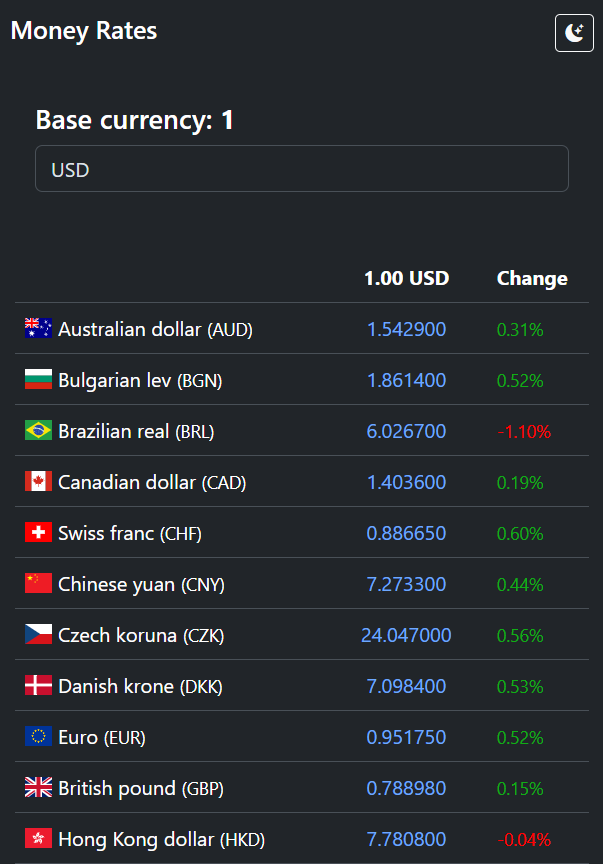 Money Rates
Base currency: 1
USD
1.00 USD Change
Australian dollar (AUD) 1.542900 0.31%
Bulgarian lev (BGN) 1.861400 0.52%
Brazilian real (BRL) 6.026700 -1.10%
Canadian dollar (CAD) 1.403600 0.19%
Swiss franc (CHF) 0.886650 0.60%
Chinese yuan (CNY) 7.273300 0.44%
Czech koruna (CZK) 24.047000 0.56%
Danish krone (DKK) 7.098400 0.53%
Euro (EUR) 0.951750 0.52%
British pound (GBP) 0.788980 0.15%
Hong Kong dollar (HKD) 7.780800 -0.04%